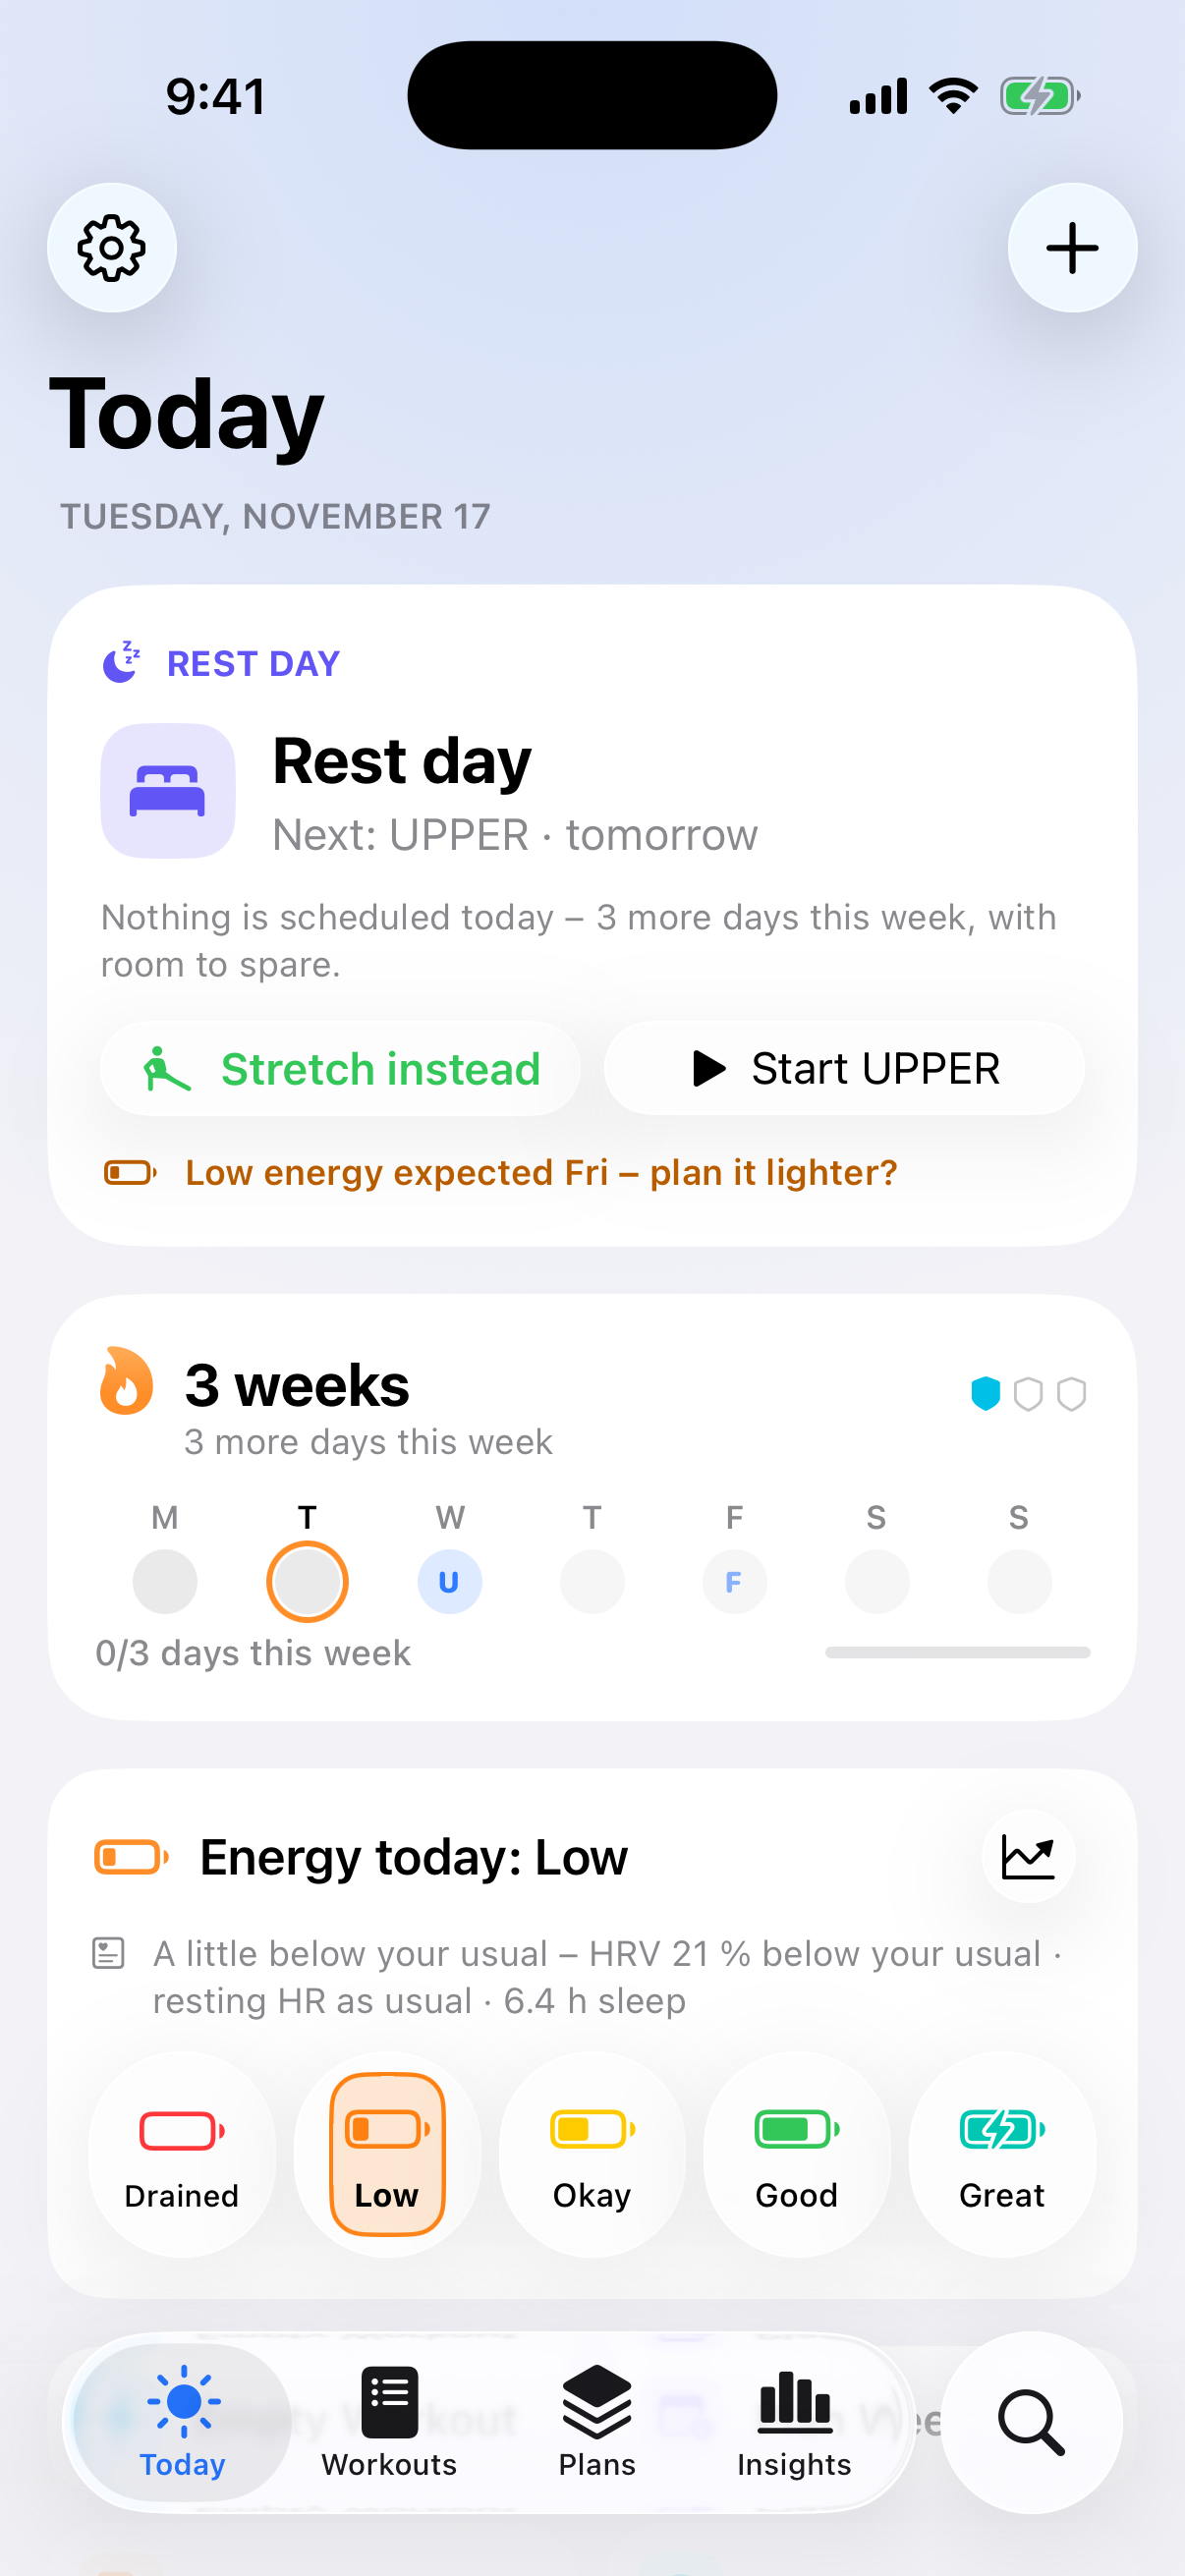 9:41
Today
TUESDAY, NOVEMBER 17
REST DAY
Rest day
Next: UPPER · tomorrow
Nothing is scheduled today – 3 more days this week, with
room to spare.
Stretch instead
Start UPPER
Low energy expected Fri – plan it lighter?
3 weeks
3 more days this week
M T W T F S S
U F
0/3 days this week
Energy today: Low
A little below your usual – HRV 21 % below your usual ·
resting HR as usual · 6.4 h sleep
Drained Low Okay Good Great
Today Workouts Plans Insights